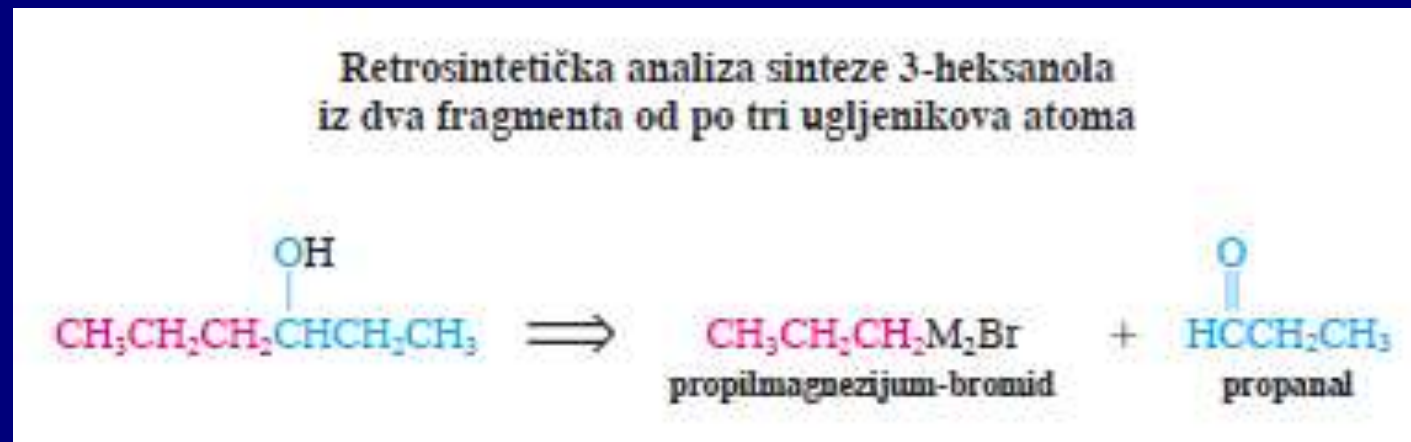 Retrosintetička analiza sinteze 3-heksanola
iz dva fragmenta od po tri ugljenikova atoma
OH
O
CH₃CH₂CH₂CHCH₂CH₃ ⟹ CH₃CH₂CH₂M₂Br + HCCH₂CH₃
propilmagnezijum-bromid propanal